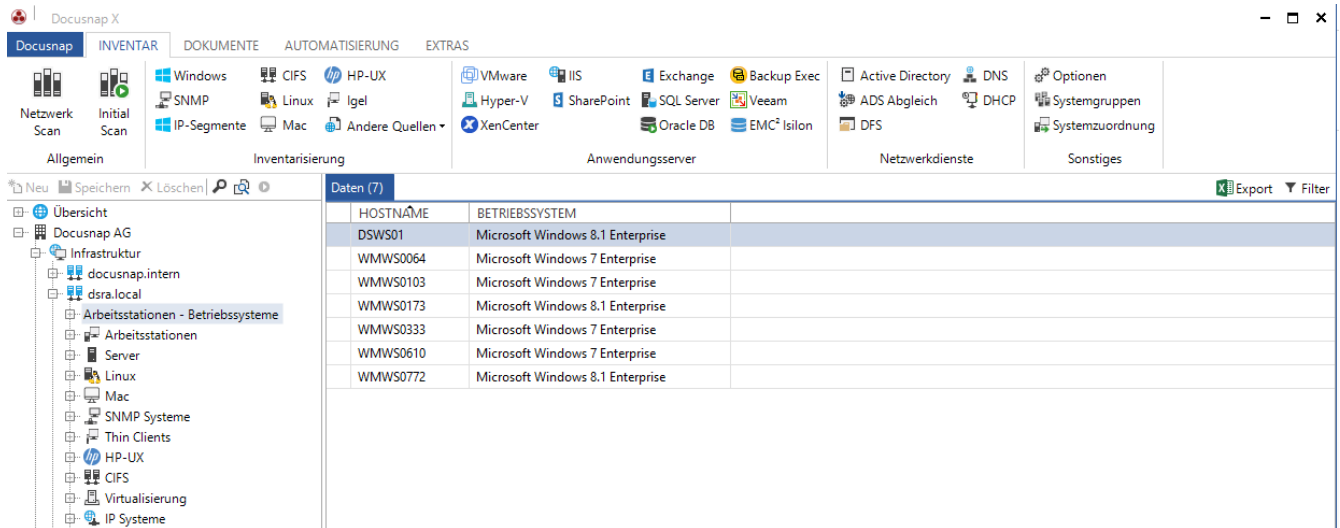 Docusnap X
Docusnap INVENTAR DOKUMENTE AUTOMATISIERUNG EXTRAS
Windows CIFS HP-UX VMware IIS Exchange Backup Exec Active Directory DNS Optionen
SNMP Linux Igel Hyper-V SharePoint SQL Server Veeam ADS Abgleich DHCP Systemgruppen
Netzwerk Scan Initial Scan IP-Segmente Mac Andere Quellen XenCenter Oracle DB EMC² Isilon DFS Systemzuordnung
Allgemein Inventarisierung Anwendungsserver Netzwerkdienste Sonstiges
Neu Speichern Löschen Daten (7) Export Filter
Übersicht
Docusnap AG
Infrastruktur
docusnap.intern
dsra.local
Arbeitsstationen - Betriebssysteme
Arbeitsstationen
Server
Linux
Mac
SNMP Systeme
Thin Clients
HP-UX
CIFS
Virtualisierung
IP Systeme
HOSTNAME BETRIEBSSYSTEM
DSWS01 Microsoft Windows 8.1 Enterprise
WMWS0064 Microsoft Windows 7 Enterprise
WMWS0103 Microsoft Windows 7 Enterprise
WMWS0173 Microsoft Windows 8.1 Enterprise
WMWS0333 Microsoft Windows 7 Enterprise
WMWS0610 Microsoft Windows 7 Enterprise
WMWS0772 Microsoft Windows 8.1 Enterprise